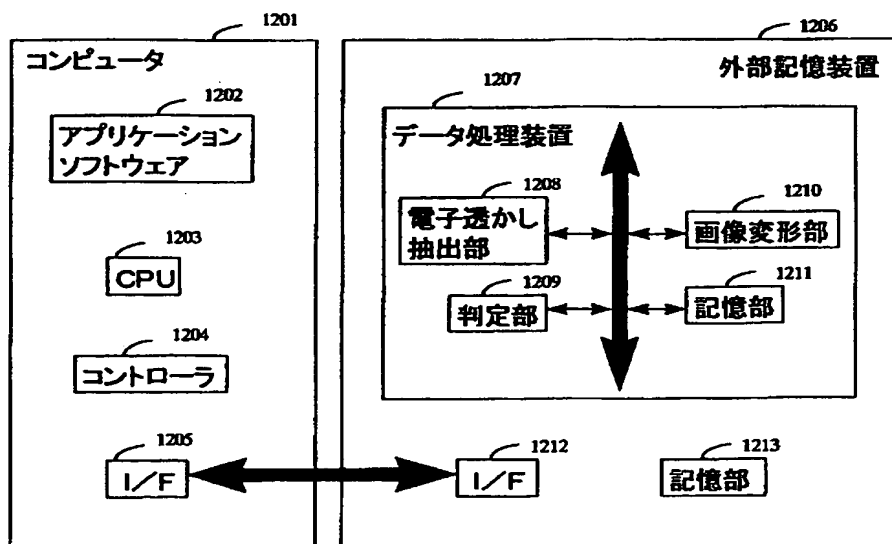 1201
コンピュータ
1202
アプリケーション
ソフトウェア
1203
CPU
1204
コントローラ
1205
I/F
1206
外部記憶装置
1207
データ処理装置
1208
電子透かし
抽出部
1209
判定部
1210
画像変形部
1211
記憶部
1212
I/F
1213
記憶部